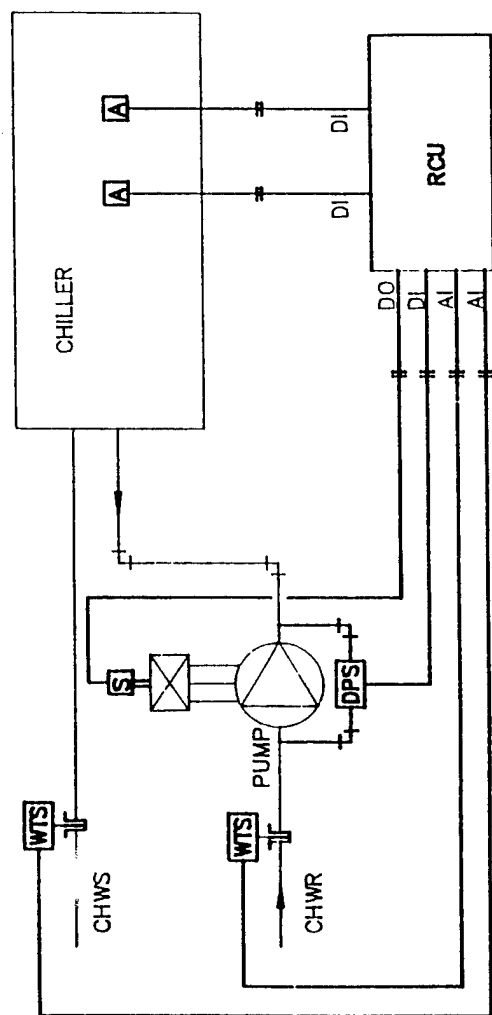 CHILLER
A
A
DI
DI
RCU
DO
DI
AI
AI
S
PUMP
DPS
WTS
CHWS
WTS
CHWR